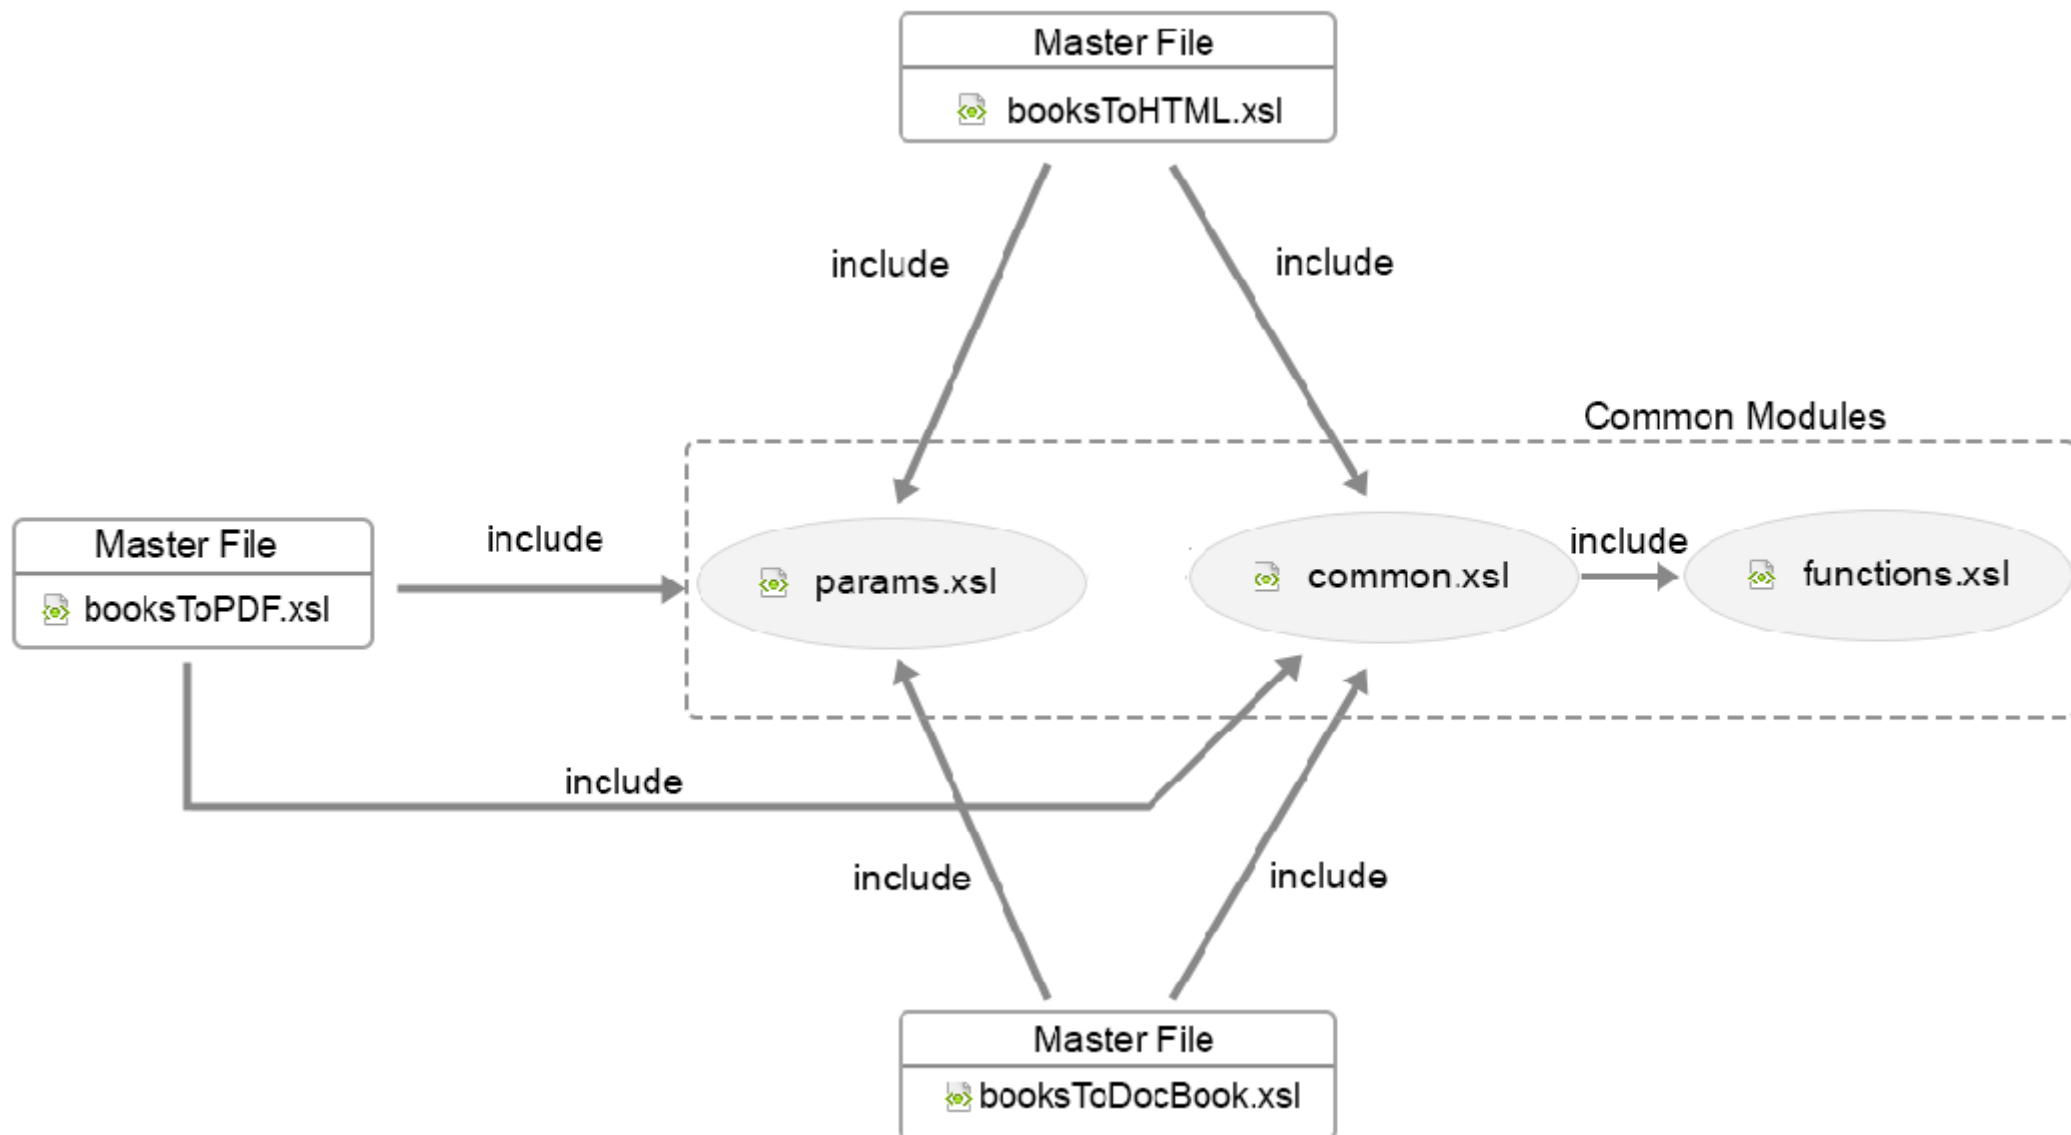 Master File
booksToHTML.xsl
include
include
Common Modules
Master File
booksToPDF.xsl
include
params.xsl
common.xsl
include
functions.xsl
include
include
include
Master File
booksToDocBook.xsl